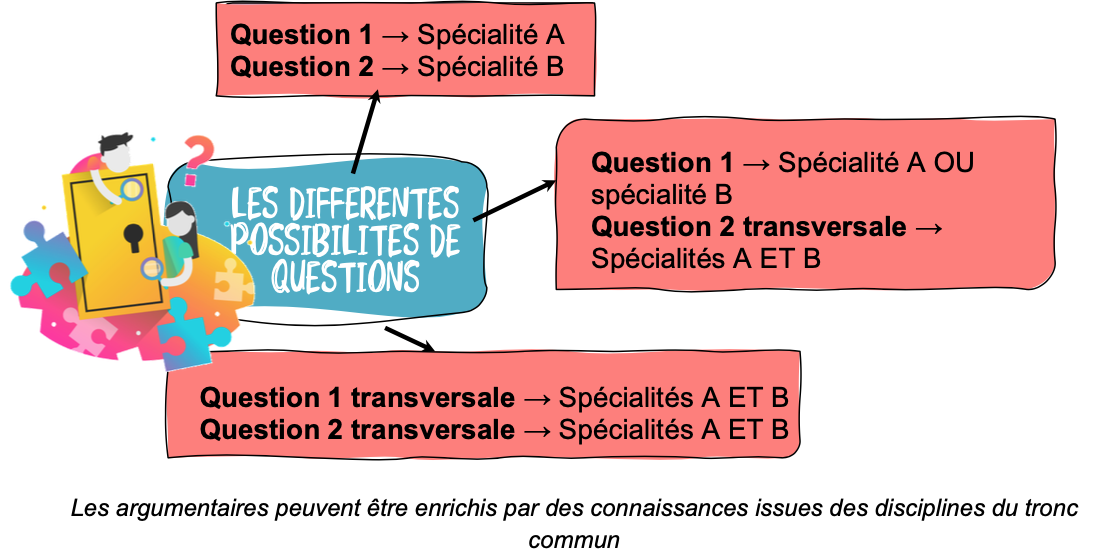 Question 1 → Spécialité A
Question 2 → Spécialité B
?
LES DIFFERENTES
POSSIBILITES DE
QUESTIONS
Question 1 → Spécialité A OU
spécialité B
Question 2 transversale →
Spécialités A ET B
Question 1 transversale → Spécialités A ET B
Question 2 transversale → Spécialités A ET B
Les argumentaires peuvent être enrichis par des connaissances issues des disciplines du tronc
commun